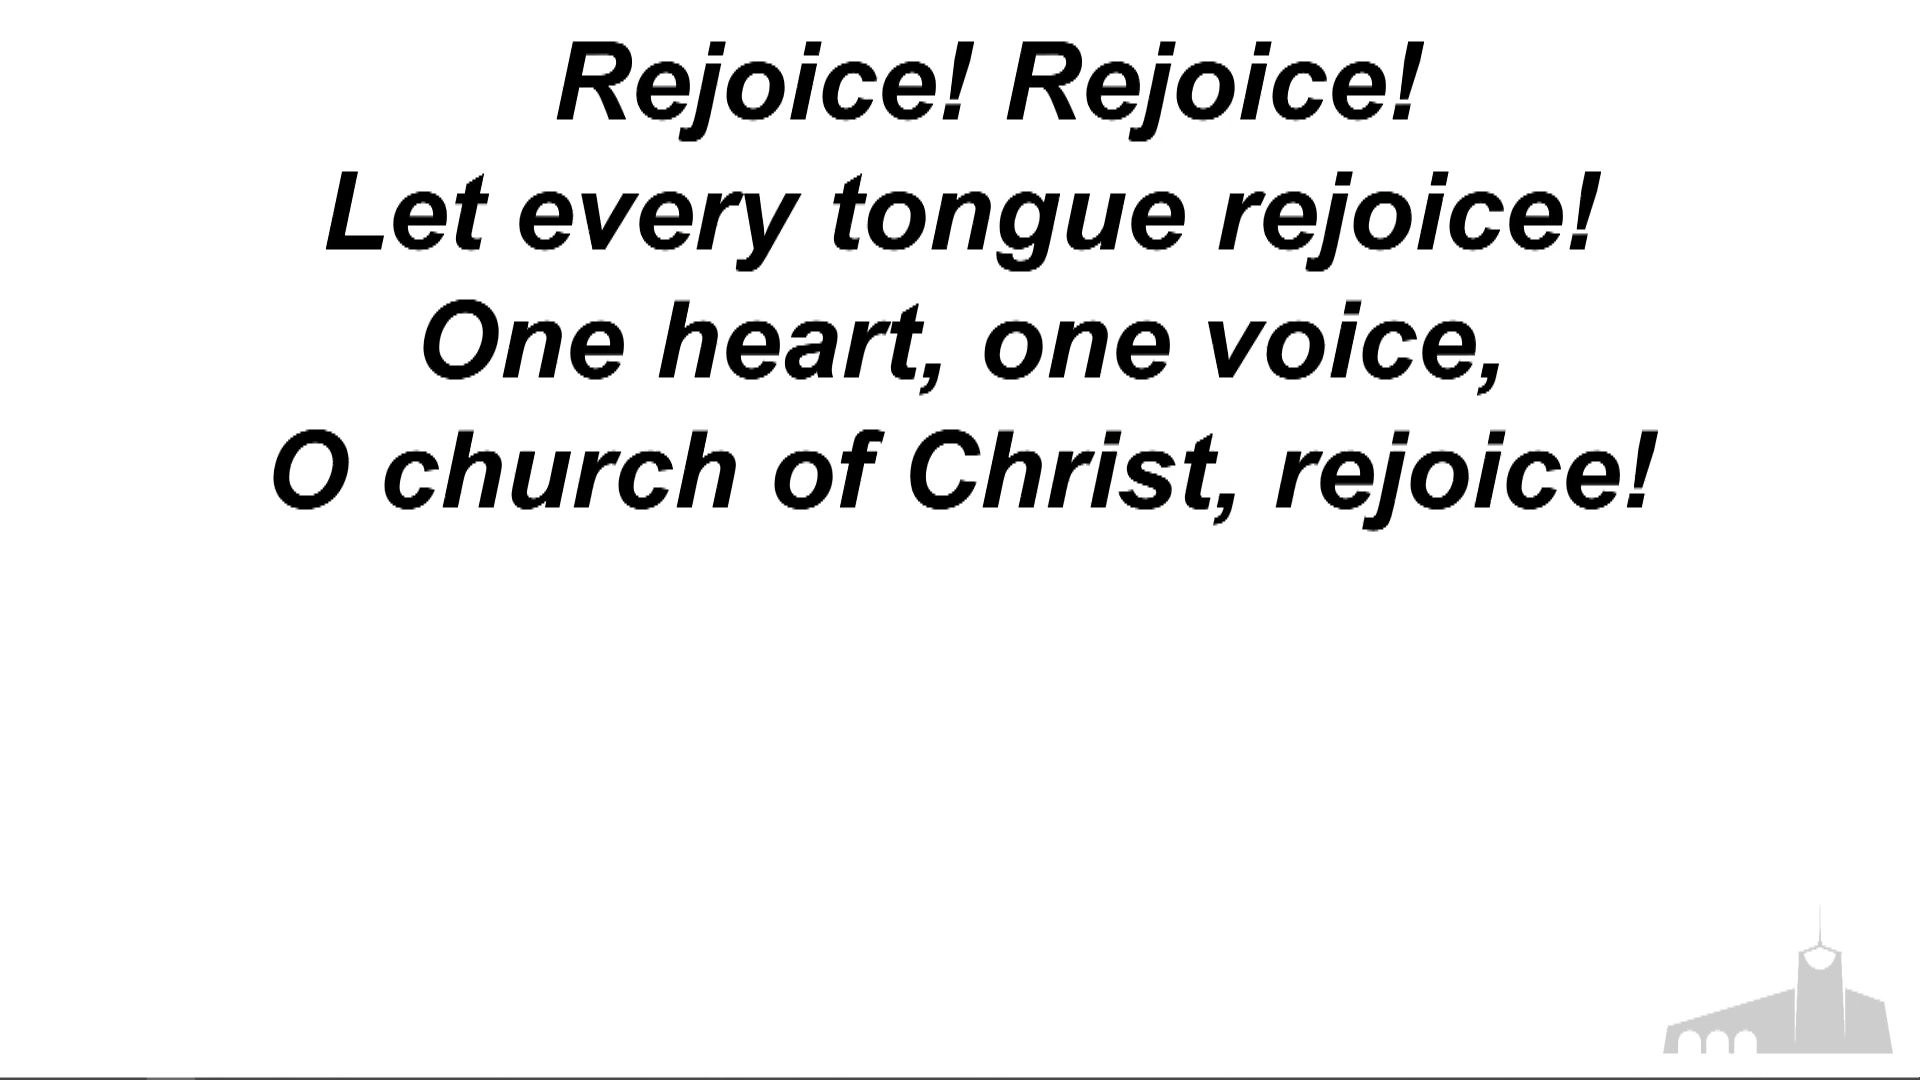 Rejoice! Rejoice!
Let every tongue rejoice!
One heart, one voice,
O church of Christ, rejoice!